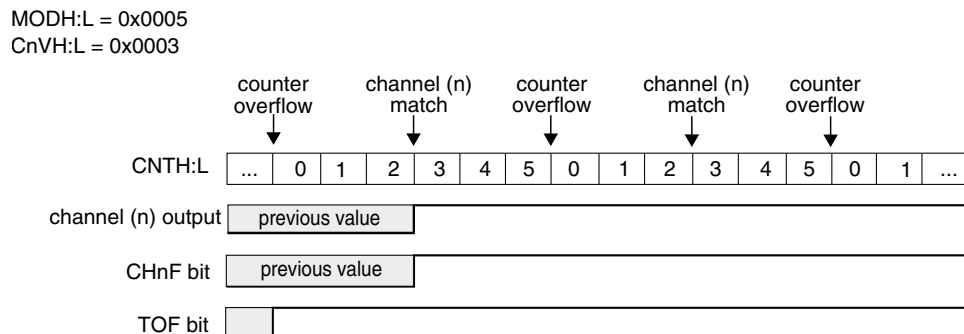 MODH:L = 0x0005
CnVH:L = 0x0003
counter overflow
channel (n) match
counter overflow
channel (n) match
counter overflow
CNTH:L ... 0 1 2 3 4 5 0 1 2 3 4 5 0 1 ...
channel (n) output previous value
CHnF bit previous value
TOF bit